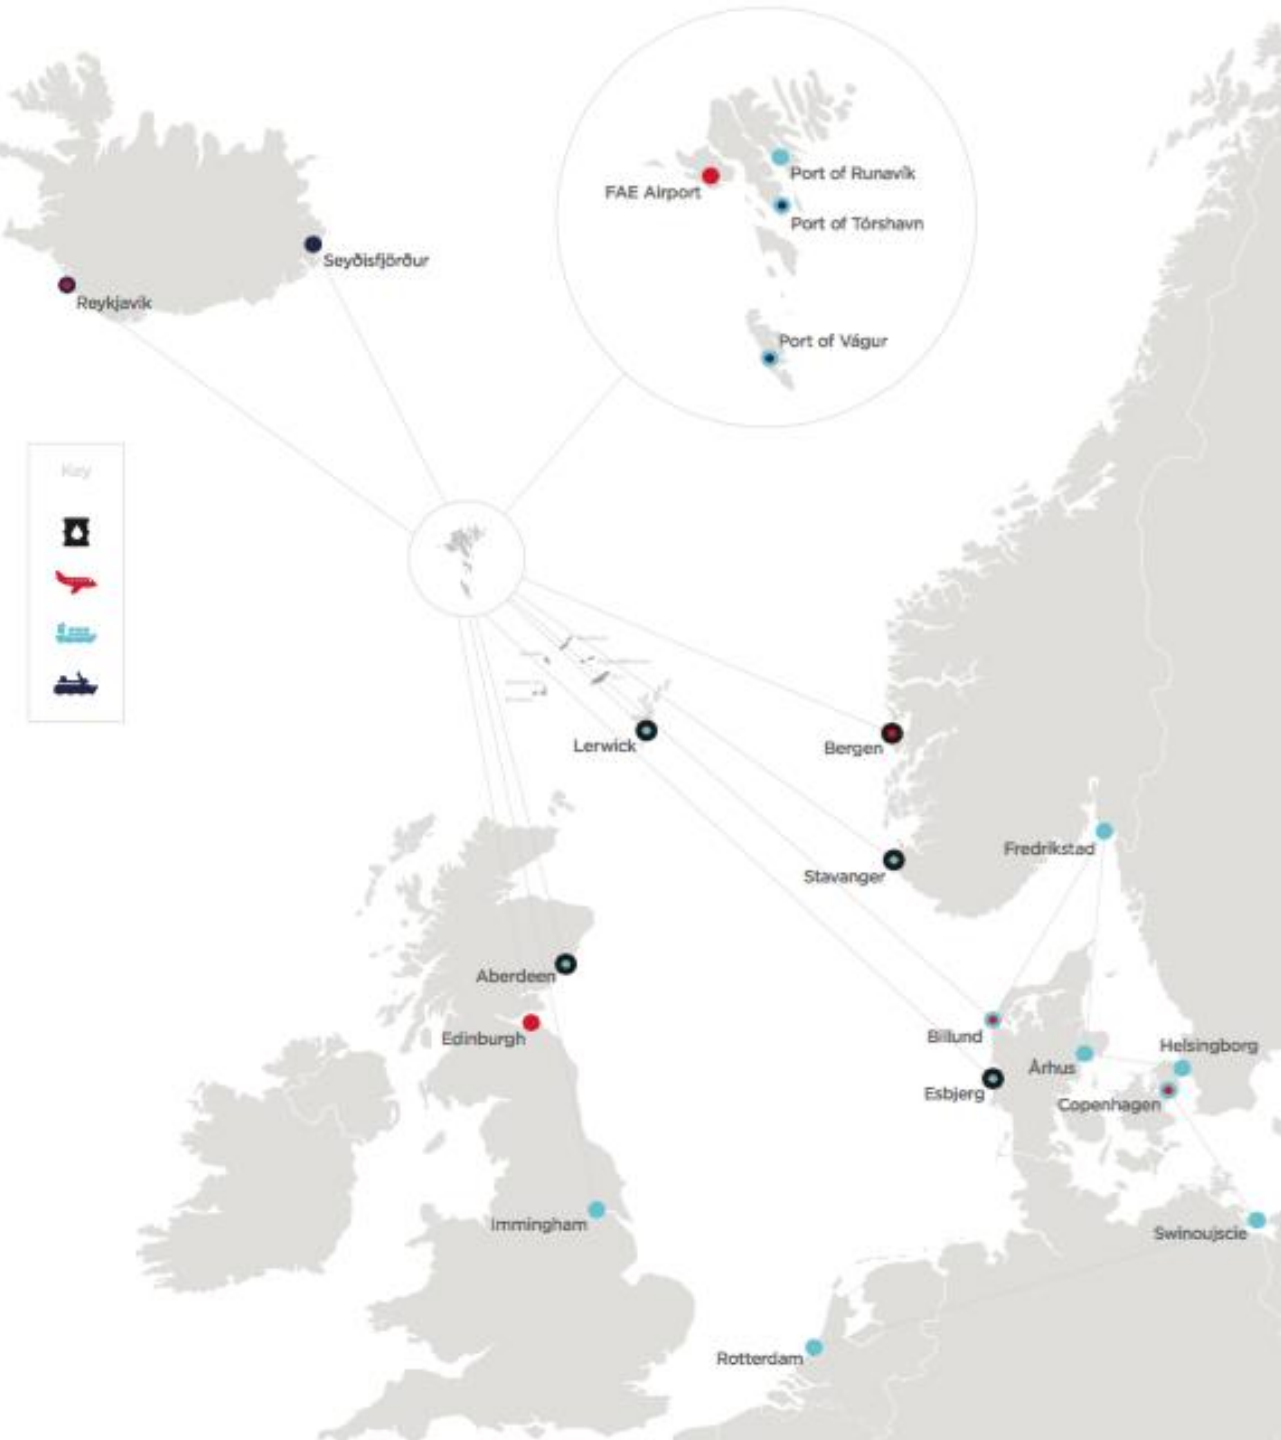 Port of Runavík
FAE Airport
Port of Tórshavn
Seyðisfjörður
Reykjavik
Port of Vágur
Key
Lerwick
Bergen
Fredrikstad
Stavanger
Aberdeen
Edinburgh
Billund
Helsingborg
Århus
Esbjerg
Copenhagen
Immingham
Swinoujscie
Rotterdam